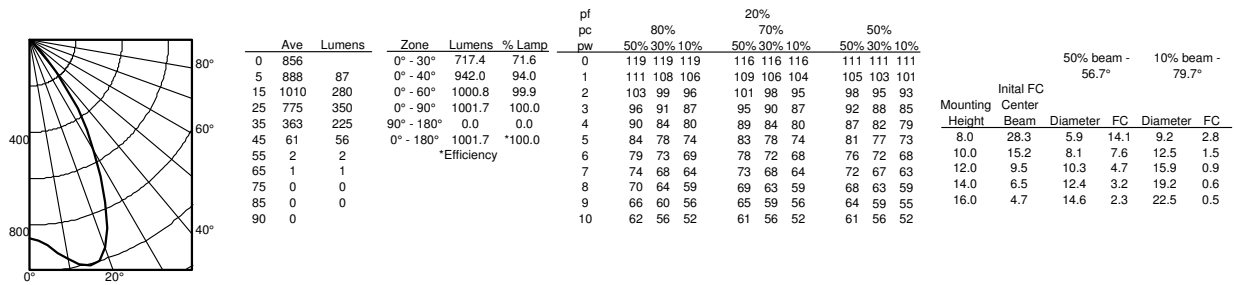 80°
60°
40°
20°
0°
400
800
Ave Lumens
0 856
5 888 87
15 1010 280
25 775 350
35 363 225
45 61 56
55 2 2
65 1 1
75 0 0
85 0 0
90 0
Zone Lumens % Lamp
0° - 30° 717.4 71.6
0° - 40° 942.0 94.0
0° - 60° 1000.8 99.9
0° - 90° 1001.7 100.0
90° - 180° 0.0 0.0
0° - 180° 1001.7 *100.0
*Efficiency
pf 20%
pc 80% 70% 50%
pw 50% 30% 10% 50% 30% 10% 50% 30% 10%
0 119 119 119 116 116 116 111 111 111
1 111 108 106 109 106 104 105 103 101
2 103 99 96 101 98 95 98 95 93
3 96 91 87 95 90 87 92 88 85
4 90 84 80 89 84 80 87 82 79
5 84 78 74 83 78 74 81 77 73
6 79 73 69 78 72 68 76 72 68
7 74 68 64 73 68 64 72 67 63
8 70 64 59 69 63 59 68 63 59
9 66 60 56 65 59 56 64 59 55
10 62 56 52 61 56 52 61 56 52
50% beam - 10% beam -
56.7° 79.7°
Inital FC
Mounting Center
Height Beam Diameter FC Diameter FC
8.0 28.3 5.9 14.1 9.2 2.8
10.0 15.2 8.1 7.6 12.5 1.5
12.0 9.5 10.3 4.7 15.9 0.9
14.0 6.5 12.4 3.2 19.2 0.6
16.0 4.7 14.6 2.3 22.5 0.5